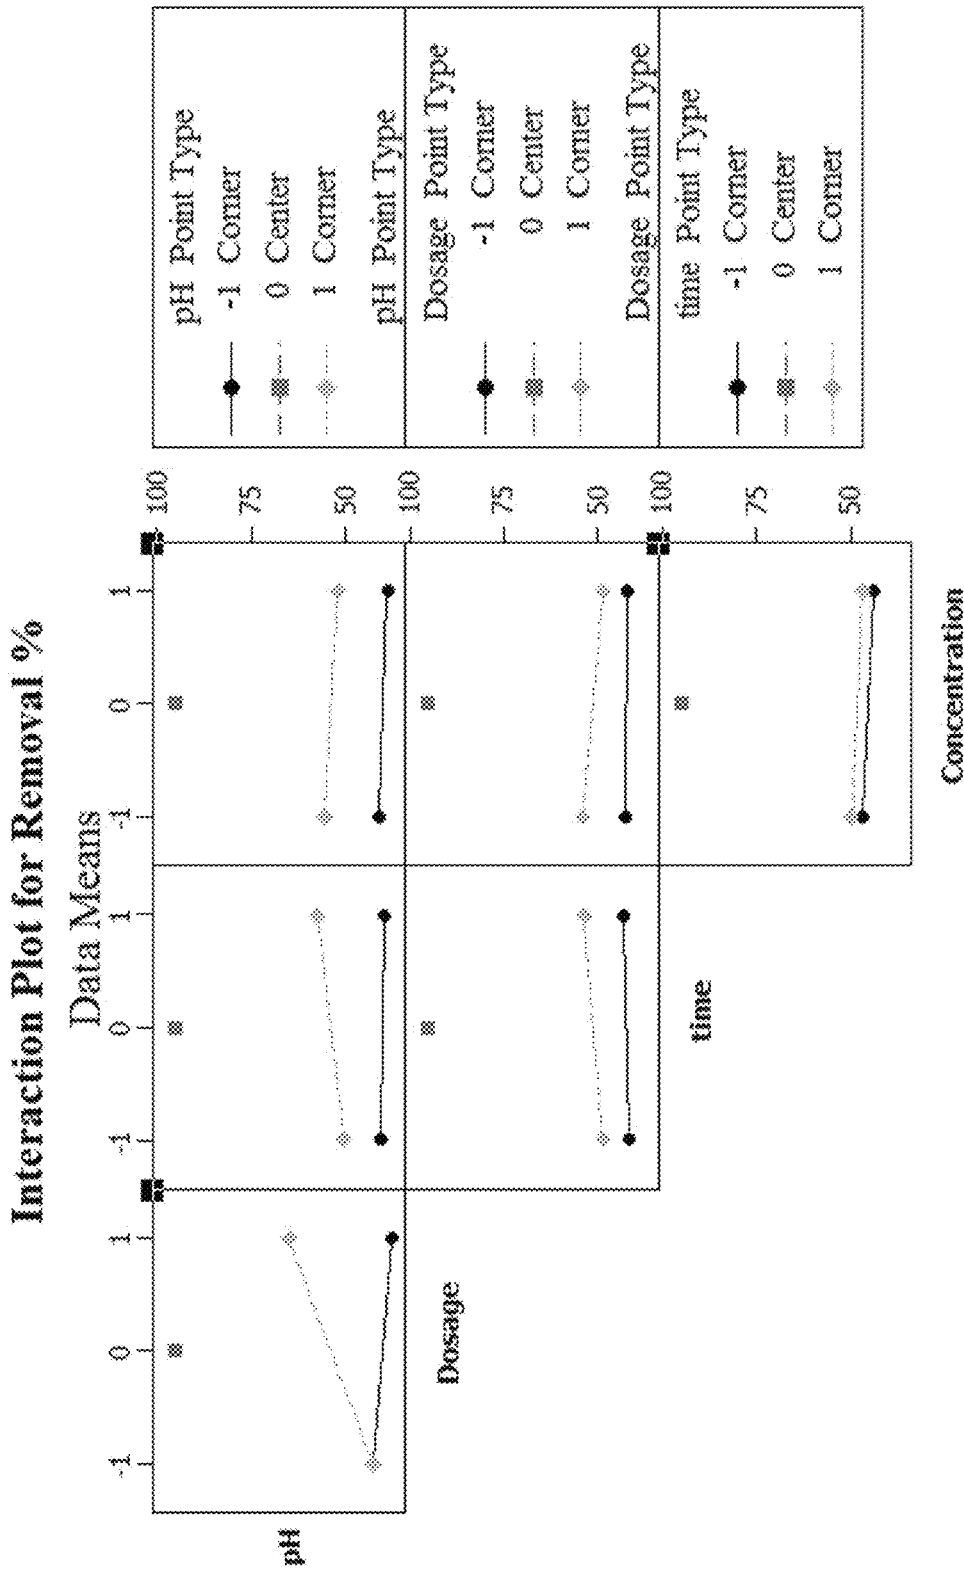 Interaction Plot for Removal %
Data Means
-1 0 1 -1 0 1 -1 0 1
pH
100
75
50
pH Point Type
-1 Corner
0 Center
1 Corner
pH Point Type
Dosage
100
75
50
Dosage Point Type
-1 Corner
0 Center
1 Corner
Dosage Point Type
time
100
75
50
time Point Type
-1 Corner
0 Center
1 Corner
Concentration